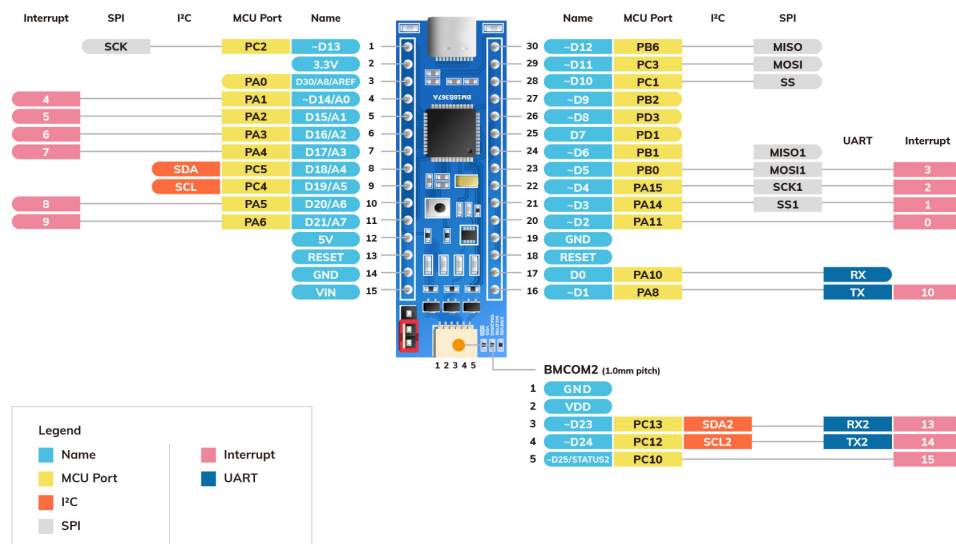 Interrupt SPI I²C MCU Port Name
SCK PC2 ~D13 1
3.3V 2
PA0 D30/A8/AREF 3
4 PA1 ~D14/A0 4
5 PA2 D15/A1 5
6 PA3 D16/A2 6
7 PA4 D17/A3 7
SDA PC5 D18/A4 8
SCL PC4 D19/A5 9
8 PA5 D20/A6 10
9 PA6 D21/A7 11
5V 12
RESET 13
GND 14
VIN 15
BM18B367A
1 2 3 4 5
Name MCU Port I²C SPI
UART Interrupt
30 ~D12 PB6 MISO
29 ~D11 PC3 MOSI
28 ~D10 PC1 SS
27 ~D9 PB2
26 ~D8 PD3
25 D7 PD1
24 ~D6 PB1 MISO1
23 ~D5 PB0 MOSI1 3
22 ~D4 PA15 SCK1 2
21 ~D3 PA14 SS1 1
20 ~D2 PA11 0
19 GND
18 RESET
17 D0 PA10 RX
16 ~D1 PA8 TX 10
BMCOM2 (1.0mm pitch)
1 GND
2 VDD
3 ~D23 PC13 SDA2 RX2 13
4 ~D24 PC12 SCL2 TX2 14
5 ~D25/STATUS2 PC10 15
Legend
Name
MCU Port
I²C
SPI
Interrupt
UART